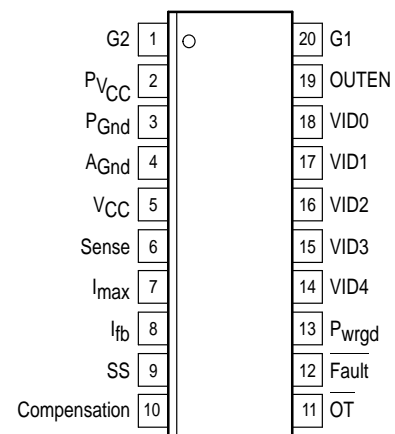 G2 1 20 G1
PVCC 2 19 OUTEN
PGnd 3 18 VID0
AGnd 4 17 VID1
VCC 5 16 VID2
Sense 6 15 VID3
Imax 7 14 VID4
Ifb 8 13 Pwrgd
SS 9 12 Fault
Compensation 10 11 OT